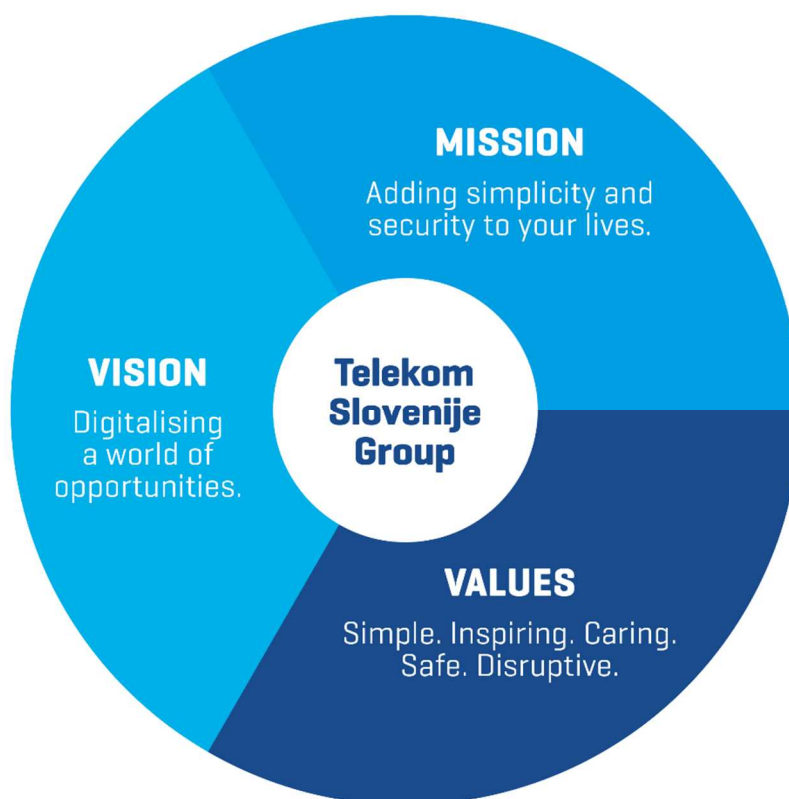 MISSION
Adding simplicity and
security to your lives.
VISION
Digitalising
a world of
opportunities.
Telekom
Slovenije
Group
VALUES
Simple. Inspiring. Caring.
Safe. Disruptive.